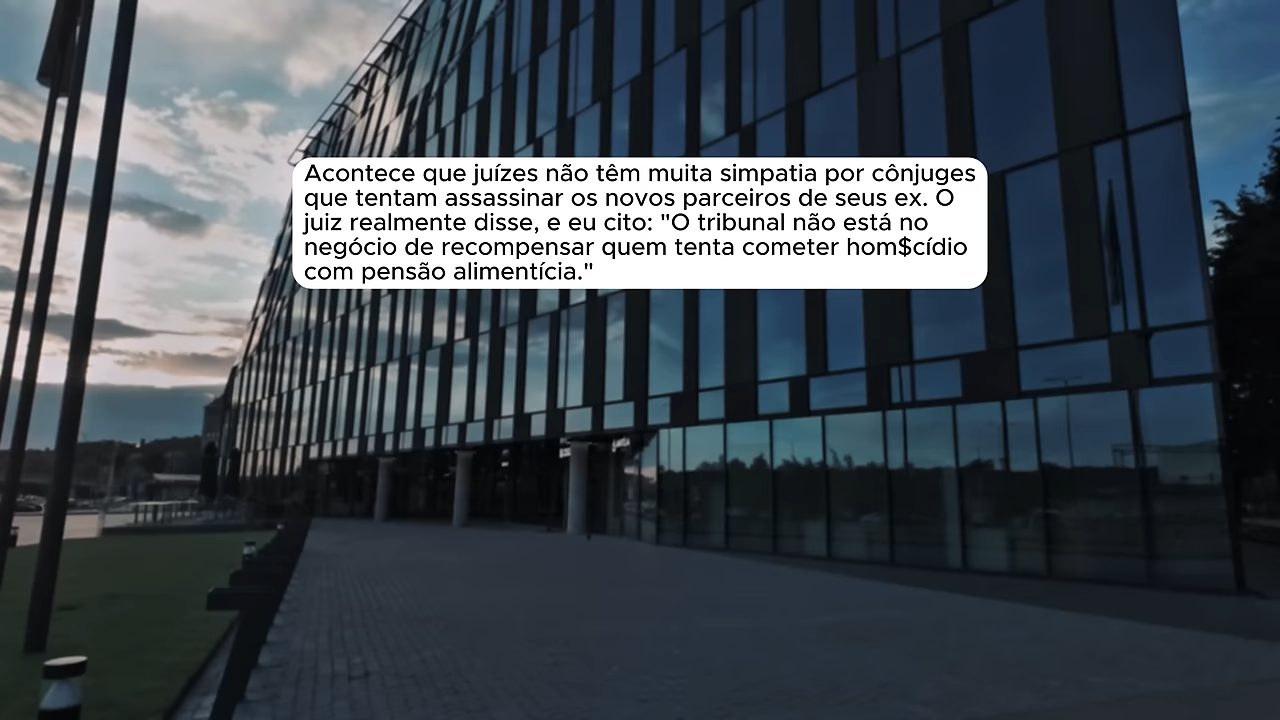 Acontece que juízes não têm muita simpatia por cônjuges
que tentam assassinar os novos parceiros de seus ex. O
juiz realmente disse, e eu cito: "O tribunal não está no
negócio de recompensar quem tenta cometer hom$cídio
com pensão alimentícia."